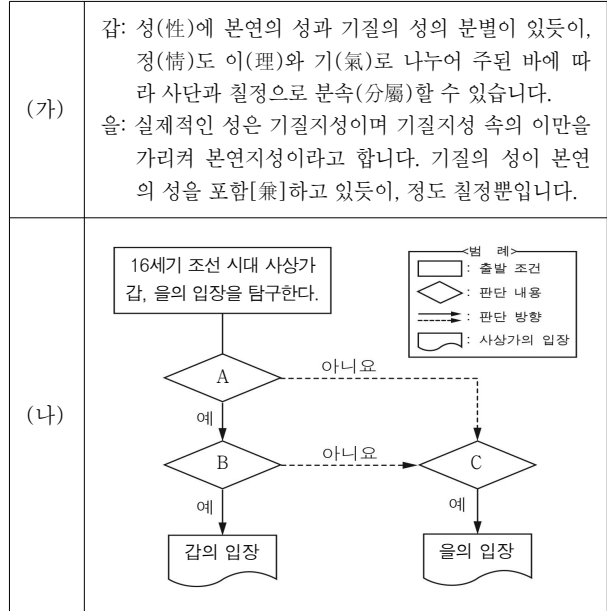 (가)
갑: 성(性)에 본연의 성과 기질의 성의 분별이 있듯이,
정(情)도 이(理)와 기(氣)로 나누어 주된 바에 따
라 사단과 칠정으로 분속(分屬)할 수 있습니다.
을: 실제적인 성은 기질지성이며 기질지성 속의 이만을
가리켜 본연지성이라고 합니다. 기질의 성이 본연
의 성을 포함[兼]하고 있듯이, 정도 칠정뿐입니다.
(나)
16세기 조선 시대 사상가
갑, 을의 입장을 탐구한다.
<범 례>
: 출발 조건
: 판단 내용
: 판단 방향
: 사상가의 입장
A
아니요
예
B
아니요
C
예
예
갑의 입장
을의 입장